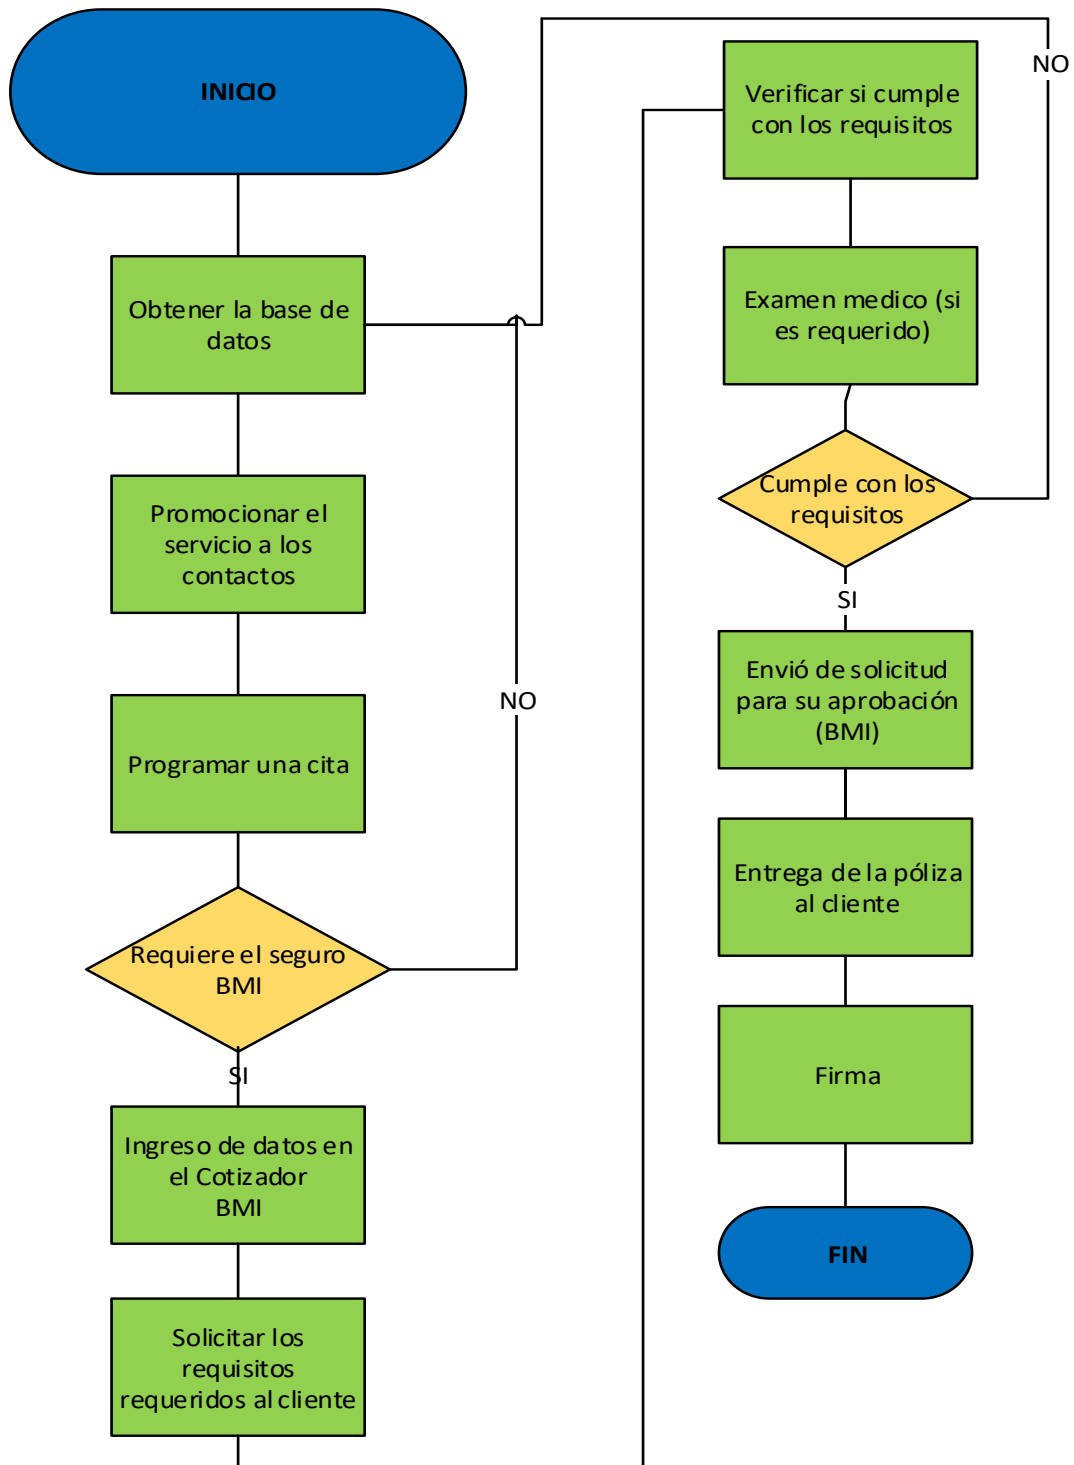 INICIO
Obtener la base de
datos
Promocionar el
servicio a los
contactos
Programar una cita
NO
Requiere el seguro
BMI
SI
Ingreso de datos en
el Cotizador
BMI
Solicitar los
requisitos
requeridos al cliente
NO
Verificar si cumple
con los requisitos
Examen medico (si
es requerido)
Cumple con los
requisitos
SI
Envió de solicitud
para su aprobación
(BMI)
Entrega de la póliza
al cliente
Firma
FIN